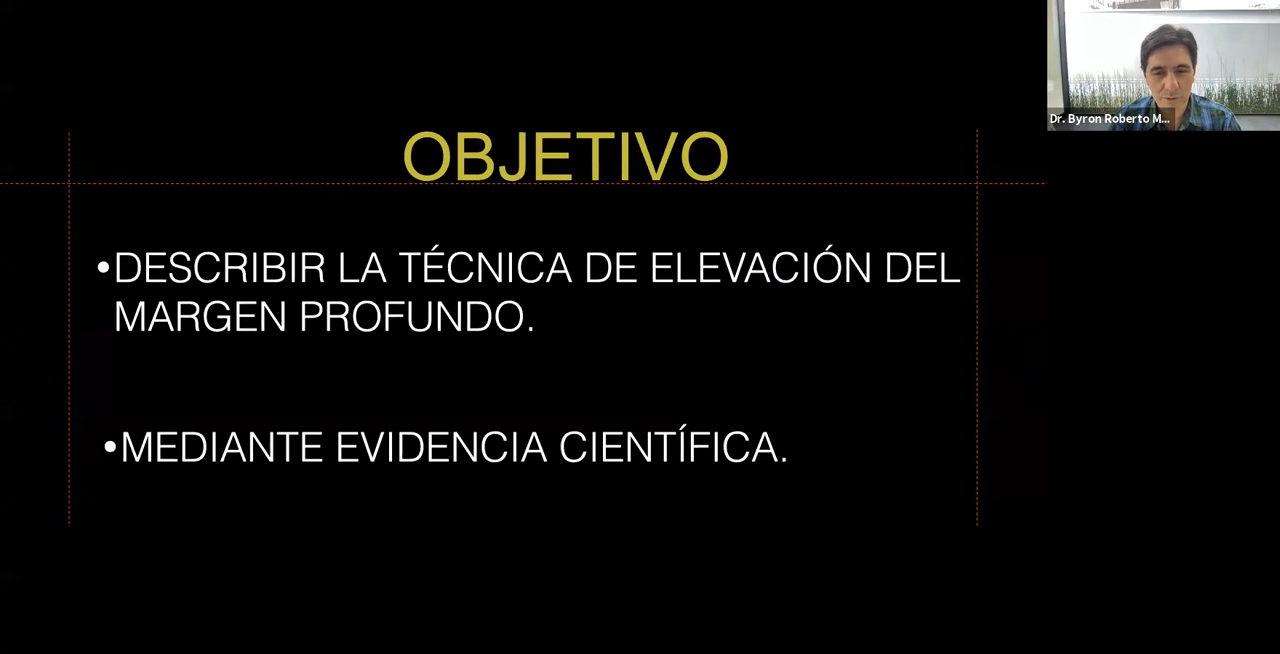 Dr. Byron Roberto M...
OBJETIVO
•DESCRIBIR LA TÉCNICA DE ELEVACIÓN DEL
MARGEN PROFUNDO.
•MEDIANTE EVIDENCIA CIENTÍFICA.